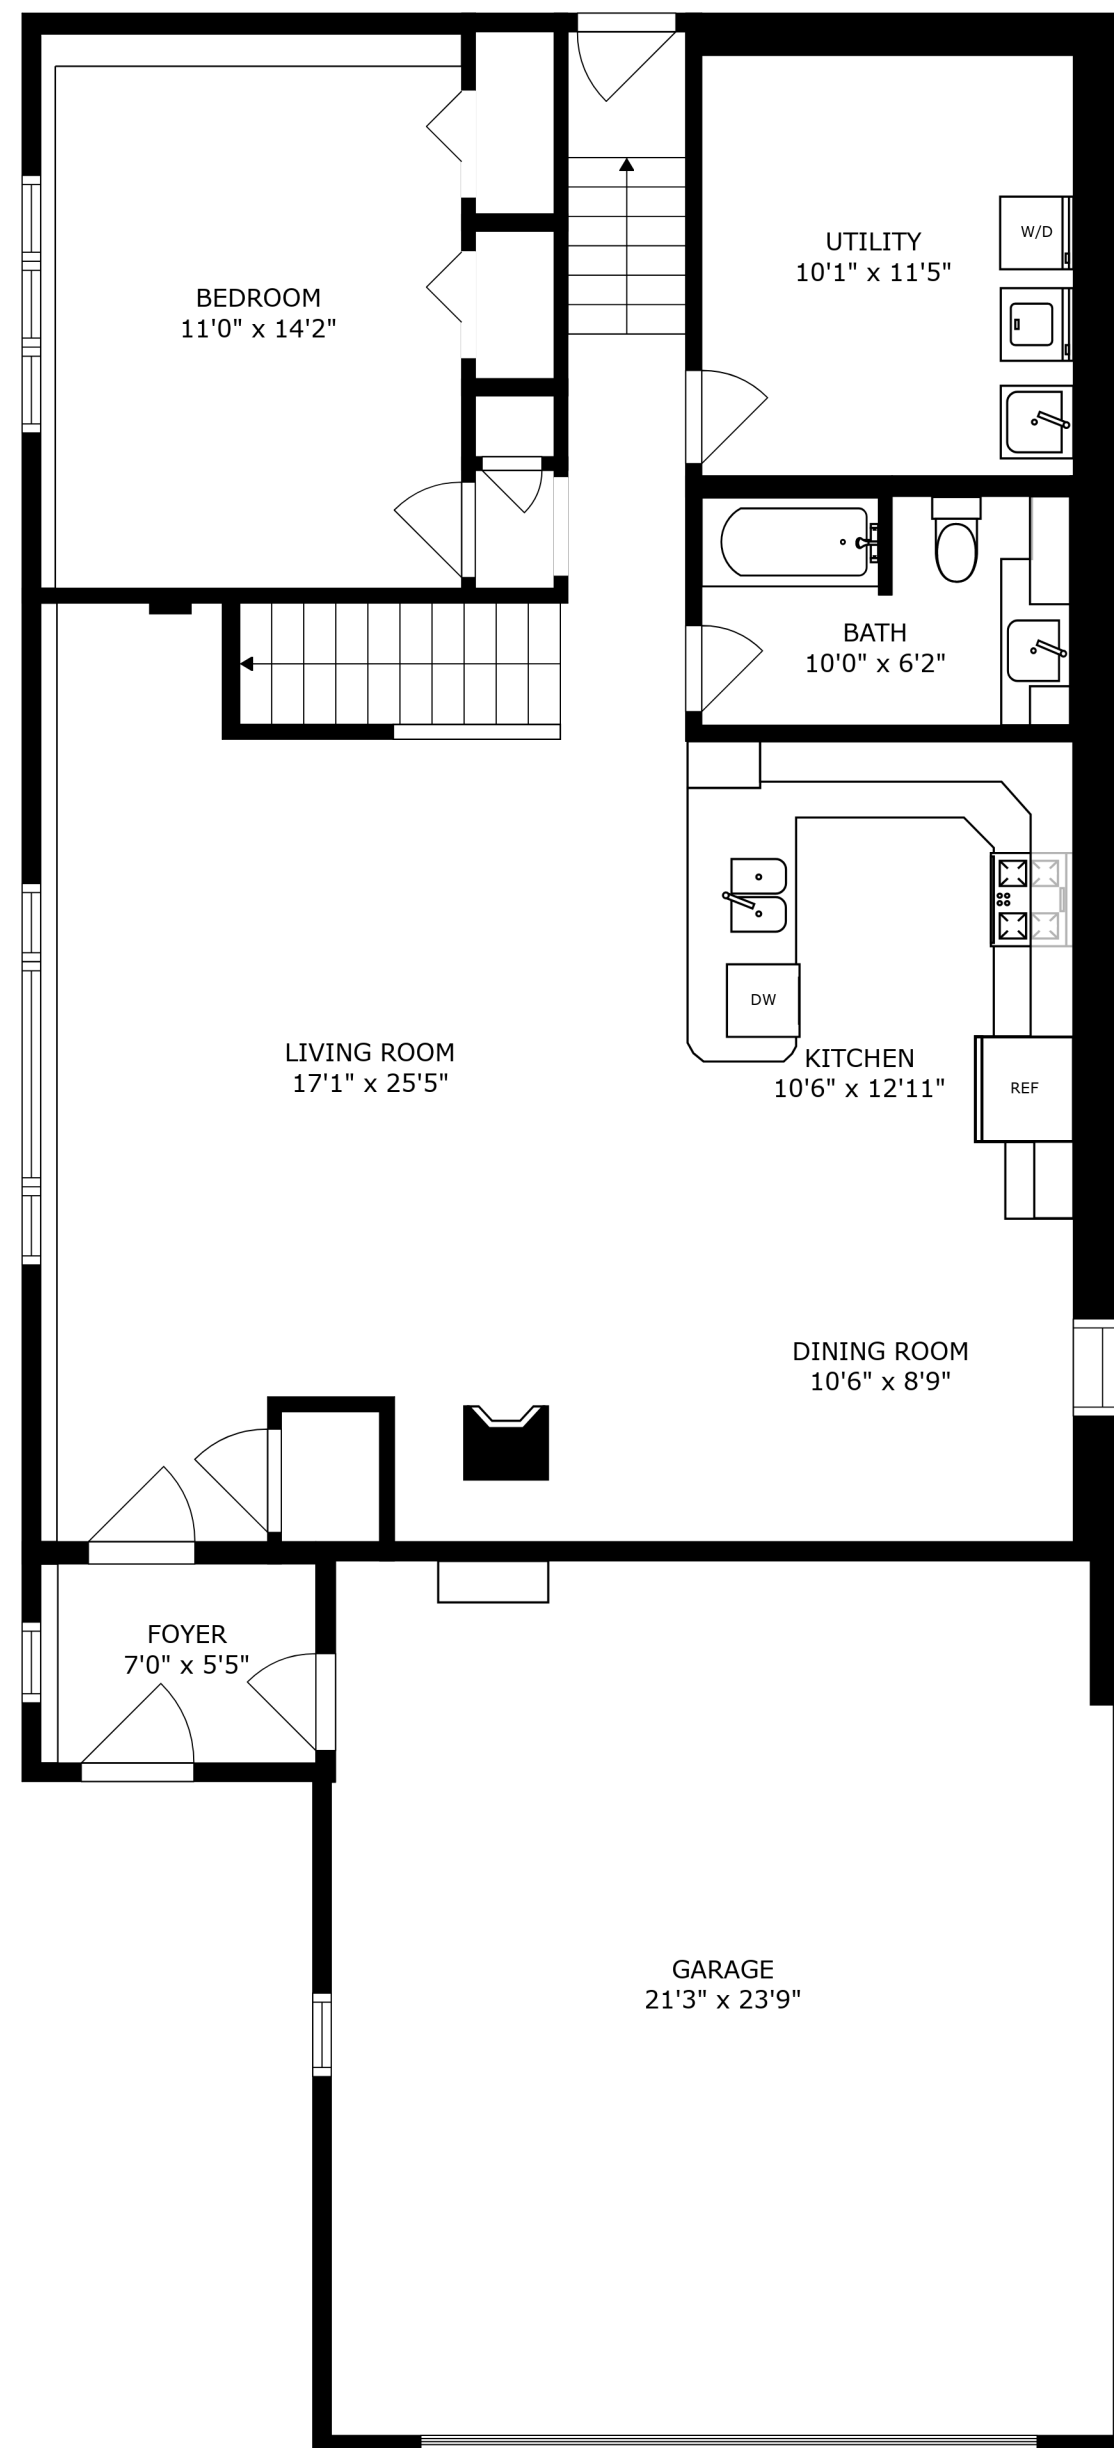 W/D
UTILITY
10'1" x 11'5"
BEDROOM
11'0" x 14'2"
BATH
10'0" x 6'2"
DW
LIVING ROOM
17'1" x 25'5"
KITCHEN
10'6" x 12'11"
REF
DINING ROOM
10'6" x 8'9"
FOYER
7'0" x 5'5"
GARAGE
21'3" x 23'9"